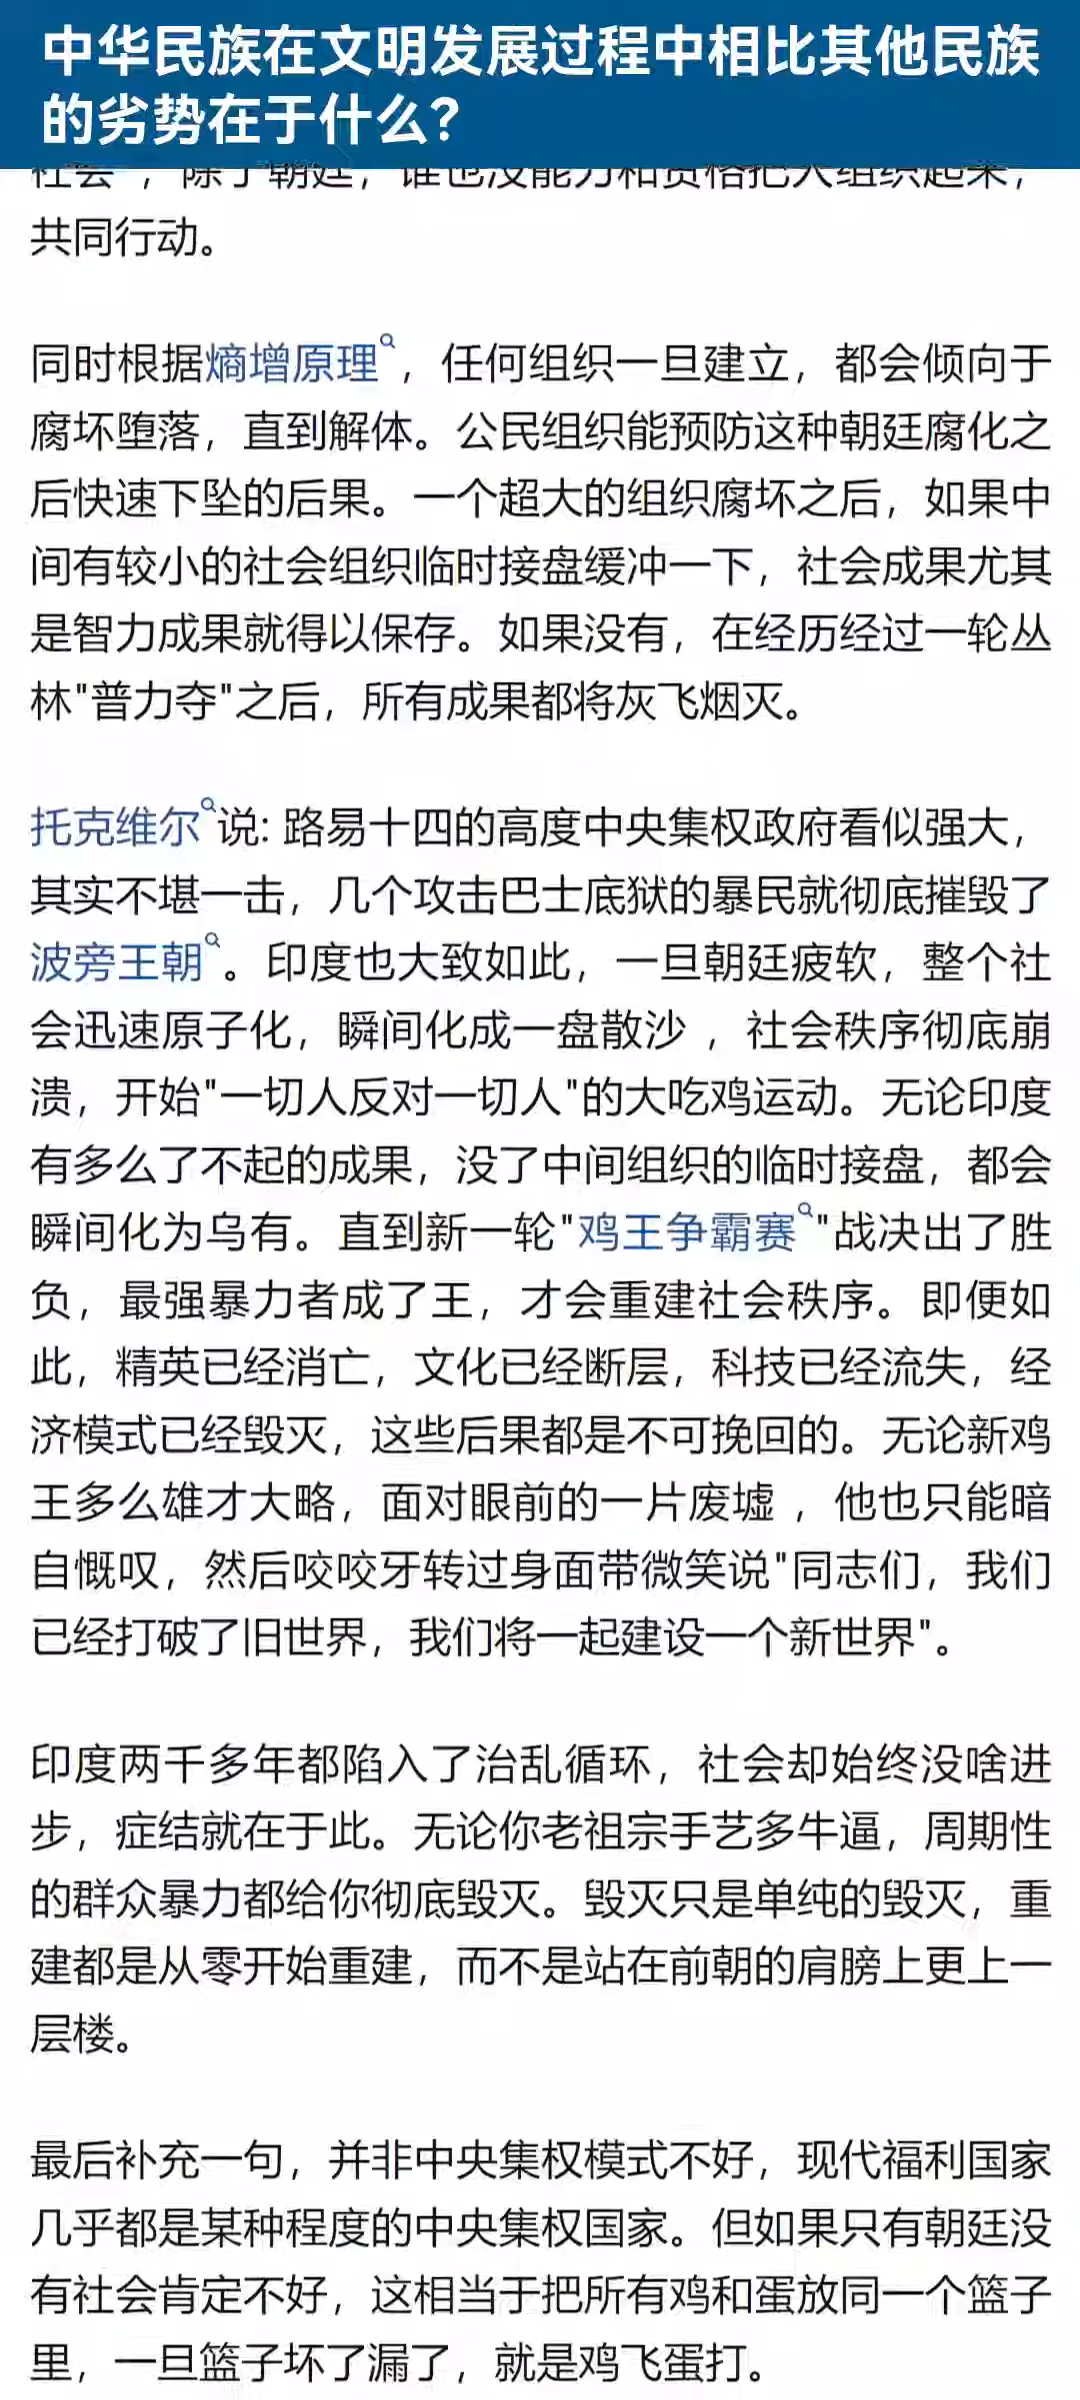 中华民族在文明发展过程中相比其他民族
的劣势在于什么？
社会"，除了朝廷，谁也没能力和资格把人组织起来，
共同行动。
同时根据熵增原理，任何组织一旦建立，都会倾向于
腐坏堕落，直到解体。公民组织能预防这种朝廷腐化之
后快速下坠的后果。一个超大的组织腐坏之后，如果中
间有较小的社会组织临时接盘缓冲一下，社会成果尤其
是智力成果就得以保存。如果没有，在经历经过一轮丛
林"普力夺"之后，所有成果都将灰飞烟灭。
托克维尔说: 路易十四的高度中央集权政府看似强大，
其实不堪一击，几个攻击巴士底狱的暴民就彻底摧毁了
波旁王朝。印度也大致如此，一旦朝廷疲软，整个社
会迅速原子化，瞬间化成一盘散沙 ，社会秩序彻底崩
溃，开始"一切人反对一切人"的大吃鸡运动。无论印度
有多么了不起的成果，没了中间组织的临时接盘，都会
瞬间化为乌有。直到新一轮"鸡王争霸赛"战决出了胜
负，最强暴力者成了王，才会重建社会秩序。即便如
此，精英已经消亡，文化已经断层，科技已经流失，经
济模式已经毁灭，这些后果都是不可挽回的。无论新鸡
王多么雄才大略，面对眼前的一片废墟 ，他也只能暗
自慨叹，然后咬咬牙转过身面带微笑说"同志们，我们
已经打破了旧世界，我们将一起建设一个新世界"。
印度两千多年都陷入了治乱循环，社会却始终没啥进
步，症结就在于此。无论你老祖宗手艺多牛逼，周期性
的群众暴力都给你彻底毁灭。毁灭只是单纯的毁灭，重
建都是从零开始重建，而不是站在前朝的肩膀上更上一
层楼。
最后补充一句，并非中央集权模式不好，现代福利国家
几乎都是某种程度的中央集权国家。但如果只有朝廷没
有社会肯定不好，这相当于把所有鸡和蛋放同一个篮子
里，一旦篮子坏了漏了，就是鸡飞蛋打。